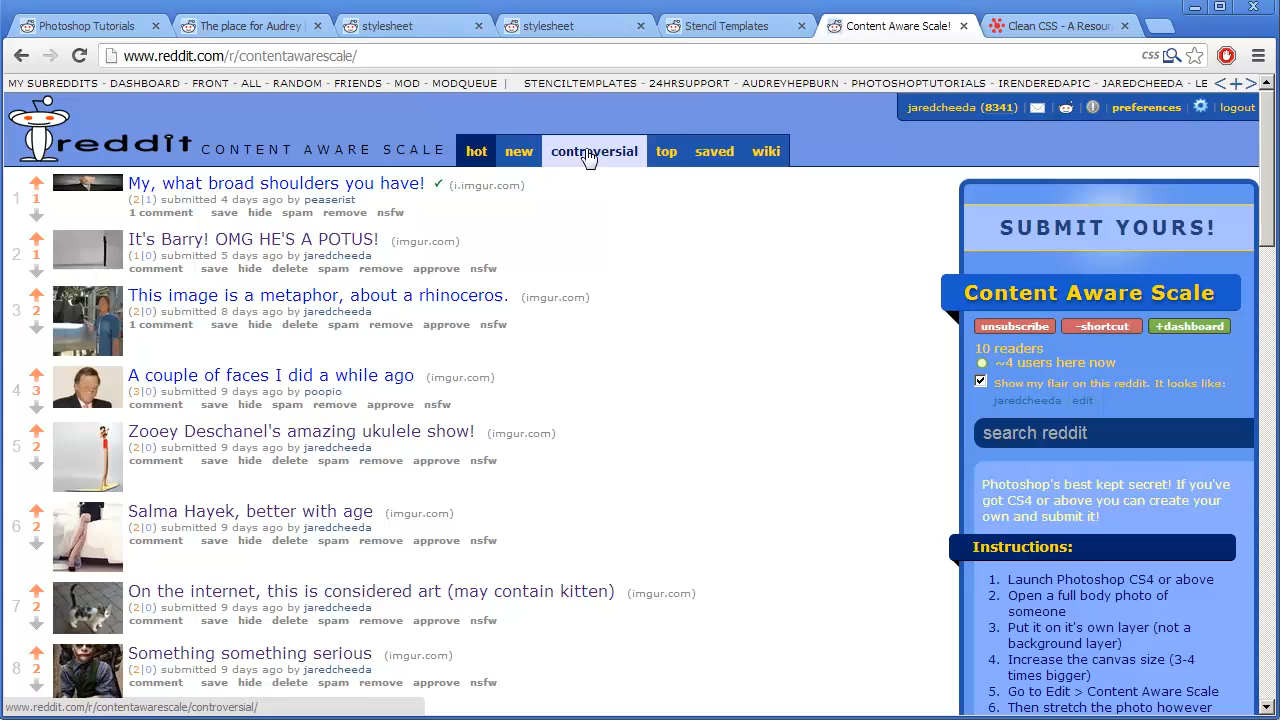 Photoshop Tutorials
The place for Audrey
stylesheet
stylesheet
Stencil Templates
Content Aware Scale!
Clean CSS - A Resour
www.reddit.com/r/contentawarescale/
CSS
MY SUBREDDITS - DASHBOARD - FRONT - ALL - RANDOM - FRIENDS - MOD - MODQUEUE | STENCILTEMPLATES - 24HRSUPPORT - AUDREYHEPBURN - PHOTOSHOPTUTORIALS - IRENDEREDAPIC - JAREDCHEEDA - LE
jaredcheeda (8341) preferences logout
reddit CONTENT AWARE SCALE
hot new controversial top saved wiki
1
1
My, what broad shoulders you have! ✔ (i.imgur.com)
(2|1) submitted 4 days ago by peaserist
1 comment save hide spam remove nsfw
2
1
It's Barry! OMG HE'S A POTUS! (imgur.com)
(1|0) submitted 5 days ago by jaredcheeda
comment save hide delete spam remove approve nsfw
3
2
This image is a metaphor, about a rhinoceros. (imgur.com)
(2|0) submitted 8 days ago by jaredcheeda
1 comment save hide delete spam remove approve nsfw
4
3
A couple of faces I did a while ago (imgur.com)
(3|0) submitted 9 days ago by poopio
comment save hide spam remove approve nsfw
5
2
Zooey Deschanel's amazing ukulele show! (imgur.com)
(2|0) submitted 9 days ago by jaredcheeda
comment save hide delete spam remove approve nsfw
6
2
Salma Hayek, better with age (imgur.com)
(2|0) submitted 9 days ago by jaredcheeda
comment save hide delete spam remove approve nsfw
7
2
On the internet, this is considered art (may contain kitten) (imgur.com)
(2|0) submitted 9 days ago by jaredcheeda
comment save hide delete spam remove approve nsfw
8
2
Something something serious (imgur.com)
(2|0) submitted 9 days ago by jaredcheeda
comment save hide delete spam remove approve nsfw
SUBMIT YOURS!
Content Aware Scale
unsubscribe -shortcut +dashboard
10 readers
~4 users here now
Show my flair on this reddit. It looks like:
jaredcheeda edit
search reddit
Photoshop's best kept secret! If you've
got CS4 or above you can create your
own and submit it!
Instructions:
1. Launch Photoshop CS4 or above
2. Open a full body photo of
someone
3. Put it on it's own layer (not a
background layer)
4. Increase the canvas size (3-4
times bigger)
5. Go to Edit > Content Aware Scale
6. Then stretch the photo however
www.reddit.com/r/contentawarescale/controversial/